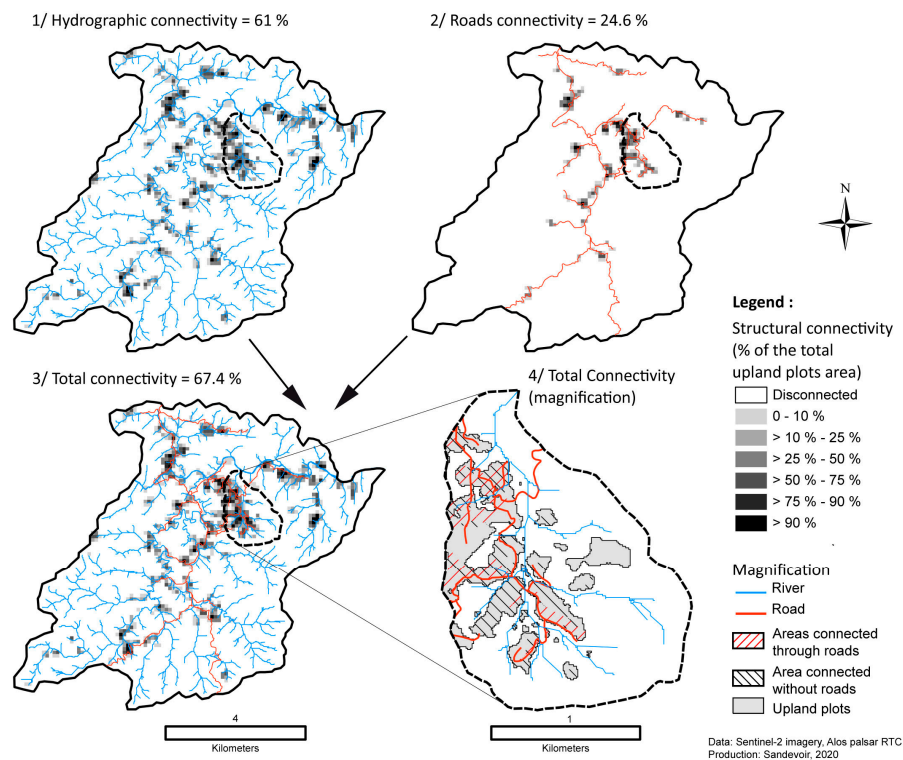 1/ Hydrographic connectivity = 61 %
2/ Roads connectivity = 24.6 %
N
3/ Total connectivity = 67.4 %
4/ Total Connectivity
(magnification)
Legend :
Structural connectivity
(% of the total
upland plots area)
Disconnected
0 - 10 %
> 10 % - 25 %
> 25 % - 50 %
> 50 % - 75 %
> 75 % - 90 %
> 90 %
Magnification
River
Road
Areas connected
through roads
Area connected
without roads
Upland plots
4
Kilometers
1
Kilometers
Data: Sentinel-2 imagery, Alos palsar RTC
Production: Sandevoir, 2020